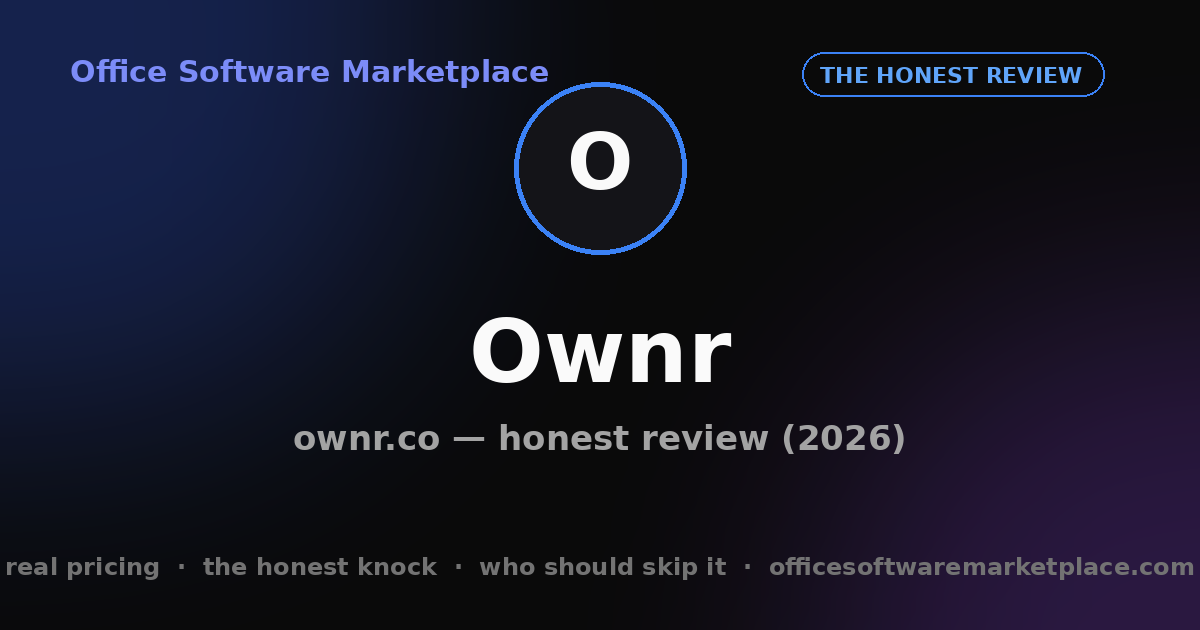 Office Software Marketplace
THE HONEST REVIEW
O
Ownr
ownr.co — honest review (2026)
real pricing · the honest knock · who should skip it · officesoftwaremarketplace.com